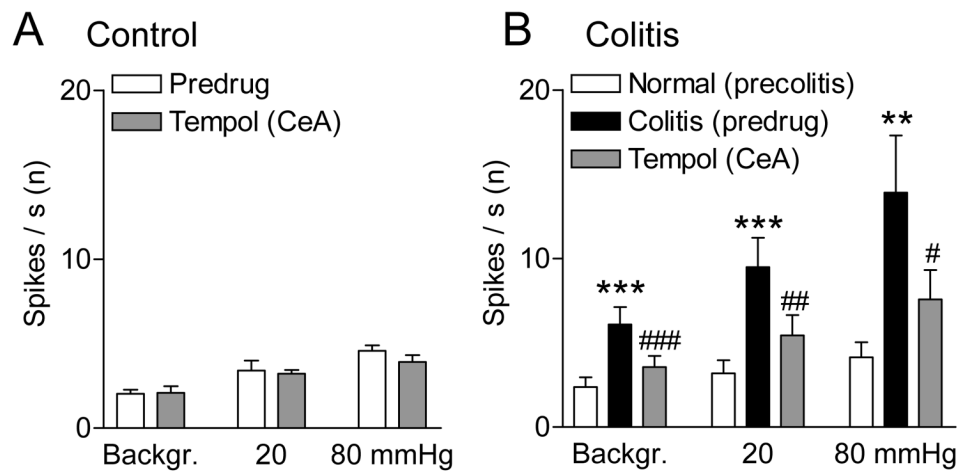 A Control
Predrug
Tempol (CeA)
20
10
0
Spikes / s (n)
Backgr. 20 80 mmHg
B Colitis
Normal (precolitis)
Colitis (predrug)
Tempol (CeA)
20
10
0
Spikes / s (n)
***
###
***
##
**
#
Backgr. 20 80 mmHg